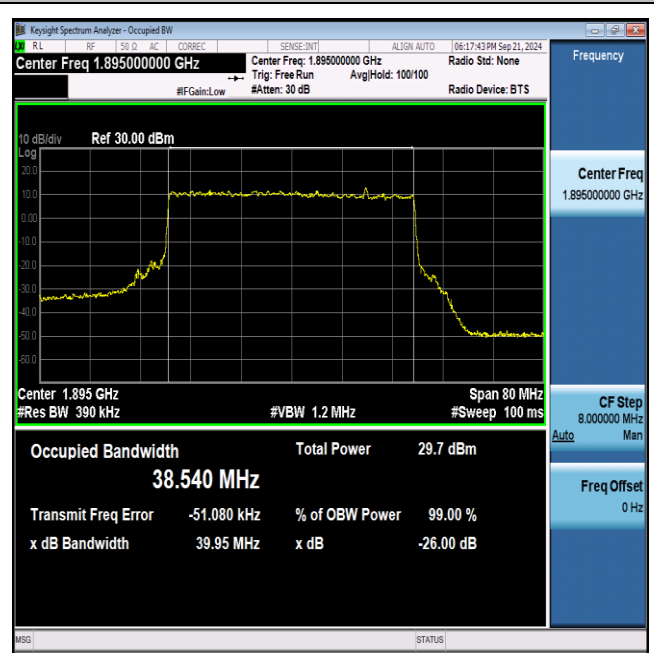 Keysight Spectrum Analyzer - Occupied BW
LXI RL RF 50 Ω AC CORREC SENSE:INT ALIGN AUTO 06:17:43 PM Sep 21, 2024
Center Freq 1.895000000 GHz
Center Freq: 1.895000000 GHz
Radio Std: None
Trig: Free Run Avg|Hold: 100/100
#IFGain:Low #Atten: 30 dB Radio Device: BTS
10 dB/div Ref 30.00 dBm
Log
20.0
10.0
0.00
-10.0
-20.0
-30.0
-40.0
-50.0
-60.0
Center 1.895 GHz Span 80 MHz
#Res BW 390 kHz #VBW 1.2 MHz #Sweep 100 ms
Occupied Bandwidth Total Power 29.7 dBm
38.540 MHz
Transmit Freq Error -51.080 kHz % of OBW Power 99.00 %
x dB Bandwidth 39.95 MHz x dB -26.00 dB
MSG STATUS
Frequency
Center Freq
1.895000000 GHz
CF Step
8.000000 MHz
Auto Man
Freq Offset
0 Hz